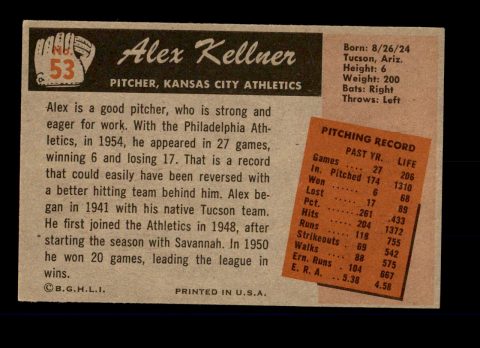 No.
53
Alex Kellner
PITCHER, KANSAS CITY ATHLETICS
Born: 8/26/24
Tucson, Ariz.
Height: 6
Weight: 200
Bats: Right
Throws: Left
Alex is a good pitcher, who is strong and
eager for work. With the Philadelphia Ath-
letics, in 1954, he appeared in 27 games,
winning 6 and losing 17. That is a record
that could easily have been reversed with
a better hitting team behind him. Alex be-
gan in 1941 with his native Tucson team.
He first joined the Athletics in 1948, after
starting the season with Savannah. In 1950
he won 20 games, leading the league in
wins.
©B.G.H.L.I. PRINTED IN U.S.A.
PITCHING RECORD
PAST YR. LIFE
Games . . . 27 206
In. Pitched 174 1310
Won . . . . . 6 68
Lost . . . . 17 89
Pct. . . . .261 .433
Hits . . . . 204 1372
Runs . . . . 118 755
Strikeouts . 69 542
Walks . . . 88 575
Ern. Runs . 104 667
E. R. A. . . 5.38 4.58